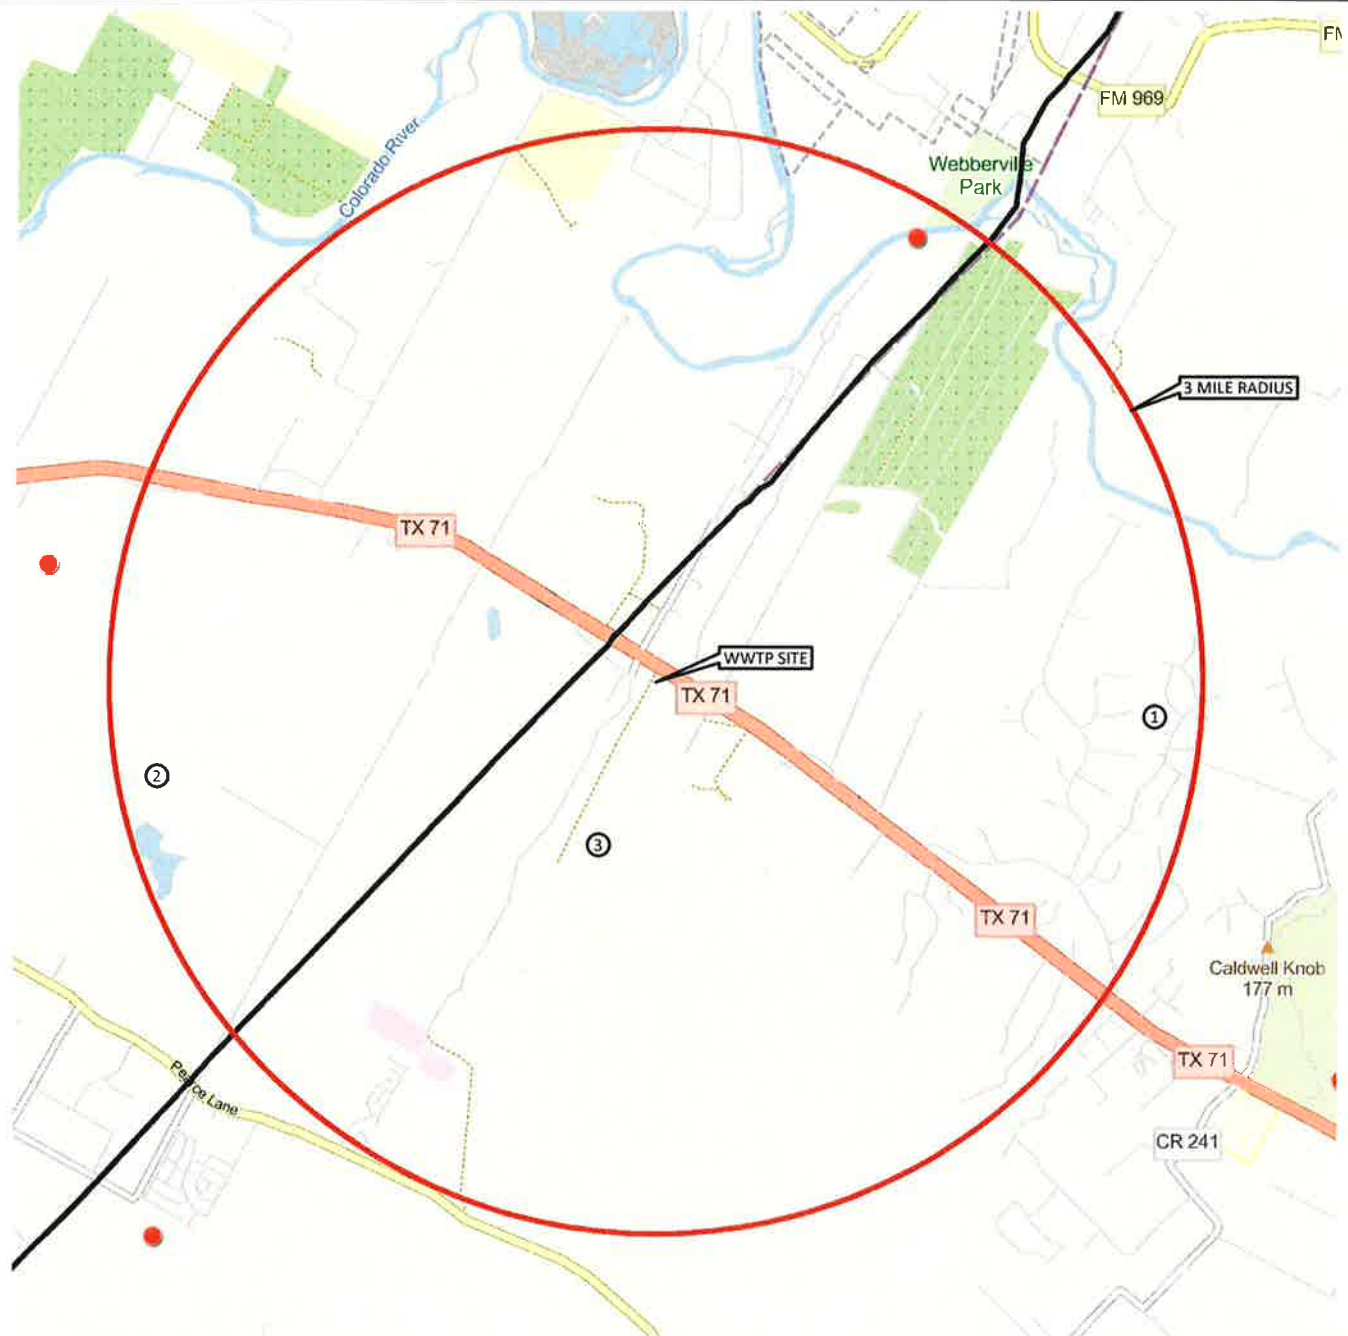 FM 969
Colorado River
Webberville
Park
3 MILE RADIUS
TX 71
WWTP SITE
TX 71
1
2
3
TX 71
Caldwell Knob
177 m
TX 71
Pearce Lane
CR 241